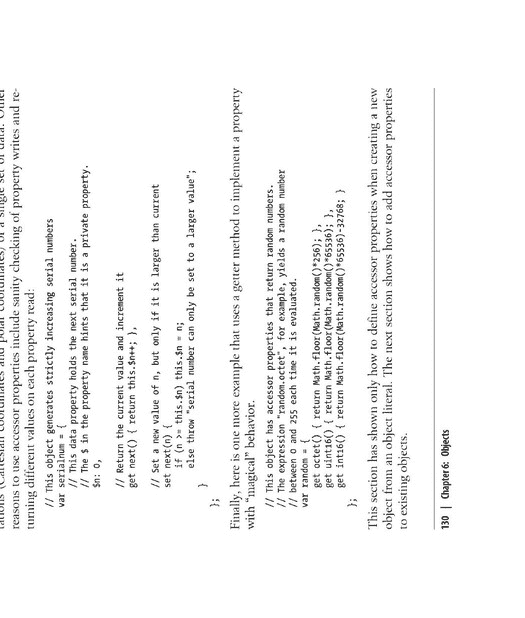 tations (Cartesian coordinates and polar coordinates) of a single set of data. Other
reasons to use accessor properties include sanity checking of property writes and re-
turning different values on each property read:
// This object generates strictly increasing serial numbers
var serialnum = {
// This data property holds the next serial number.
// The $ in the property name hints that it is a private property.
$n: 0,
// Return the current value and increment it
get next() { return this.$n++; },
// Set a new value of n, but only if it is larger than current
set next(n) {
if (n >= this.$n) this.$n = n;
else throw "serial number can only be set to a larger value";
}
};
Finally, here is one more example that uses a getter method to implement a property
with "magical" behavior.
// This object has accessor properties that return random numbers.
// The expression "random.octet", for example, yields a random number
// between 0 and 255 each time it is evaluated.
var random = {
get octet() { return Math.floor(Math.random()*256); },
get uint16() { return Math.floor(Math.random()*65536); },
get int16() { return Math.floor(Math.random()*65536)-32768; }
};
This section has shown only how to define accessor properties when creating a new
object from an object literal. The next section shows how to add accessor properties
to existing objects.
130 | Chapter 6: Objects